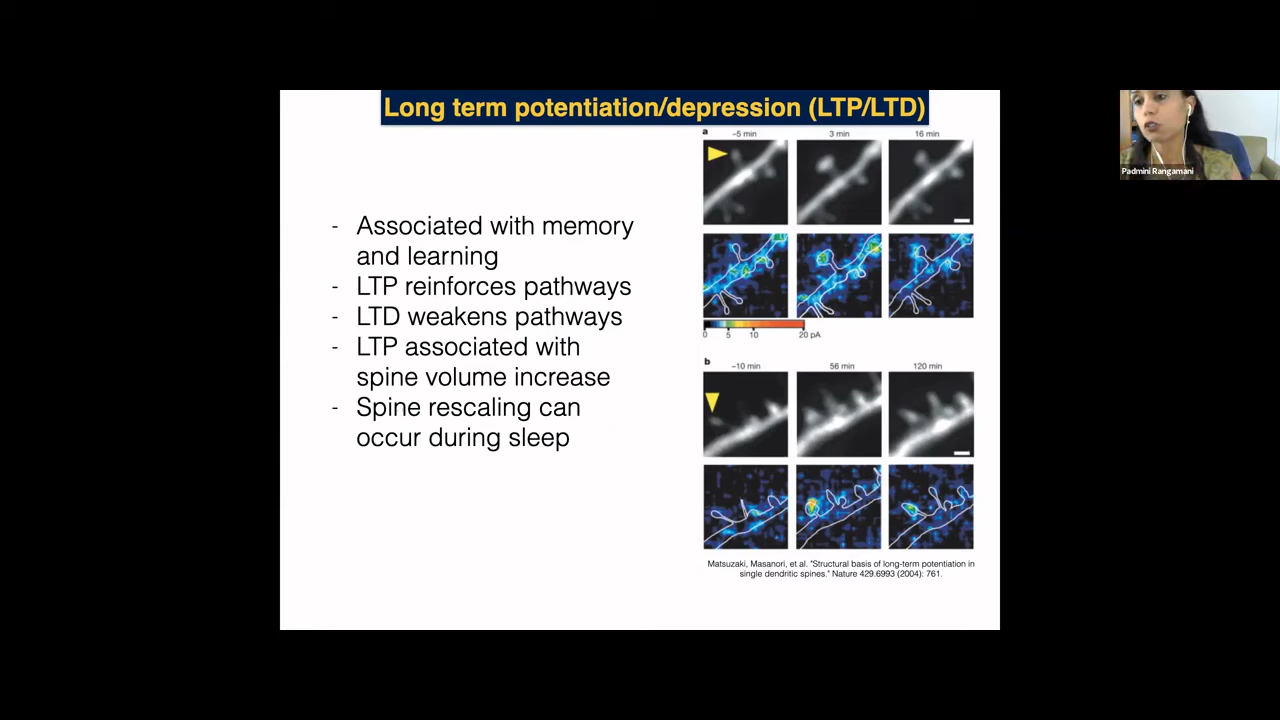 Long term potentiation/depression (LTP/LTD)
- Associated with memory
and learning
- LTP reinforces pathways
- LTD weakens pathways
- LTP associated with
spine volume increase
- Spine rescaling can
occur during sleep
a
–5 min 3 min 16 min
0 5 10 20 pA
b
–10 min 56 min 120 min
Matsuzaki, Masanori, et al. "Structural basis of long-term potentiation in
single dendritic spines." Nature 429.6993 (2004): 761.
Padmini Rangamani